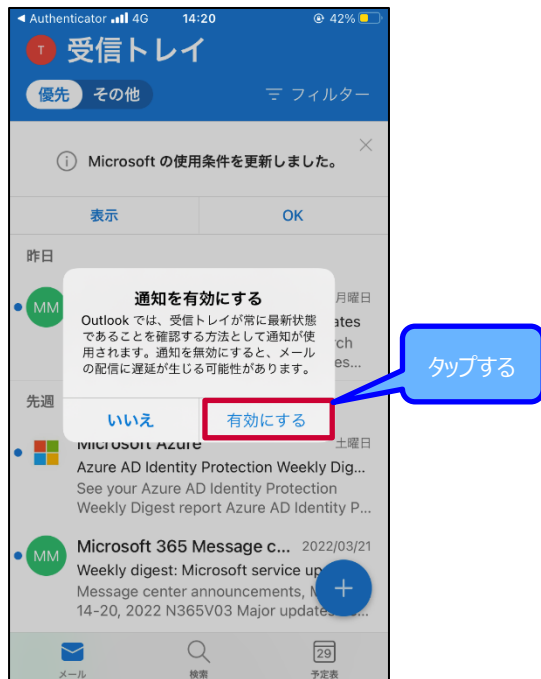 ◀ Authenticator 4G 14:20 42%
T 受信トレイ
優先 その他 フィルター
Microsoft の使用条件を更新しました。
表示 OK
昨日
MM 月曜日
ates
rch
es...
通知を有効にする
Outlook では、受信トレイが常に最新状態
であることを確認する方法として通知が使
用されます。通知を無効にすると、メール
の配信に遅延が生じる可能性があります。
いいえ 有効にする
タップする
先週
Microsoft Azure 土曜日
Azure AD Identity Protection Weekly Dig...
See your Azure AD Identity Protection
Weekly Digest report Azure AD Identity P...
MM Microsoft 365 Message c... 2022/03/21
Weekly digest: Microsoft service up
Message center announcements, M
14-20, 2022 N365V03 Major update
メール 検索 29 予定表